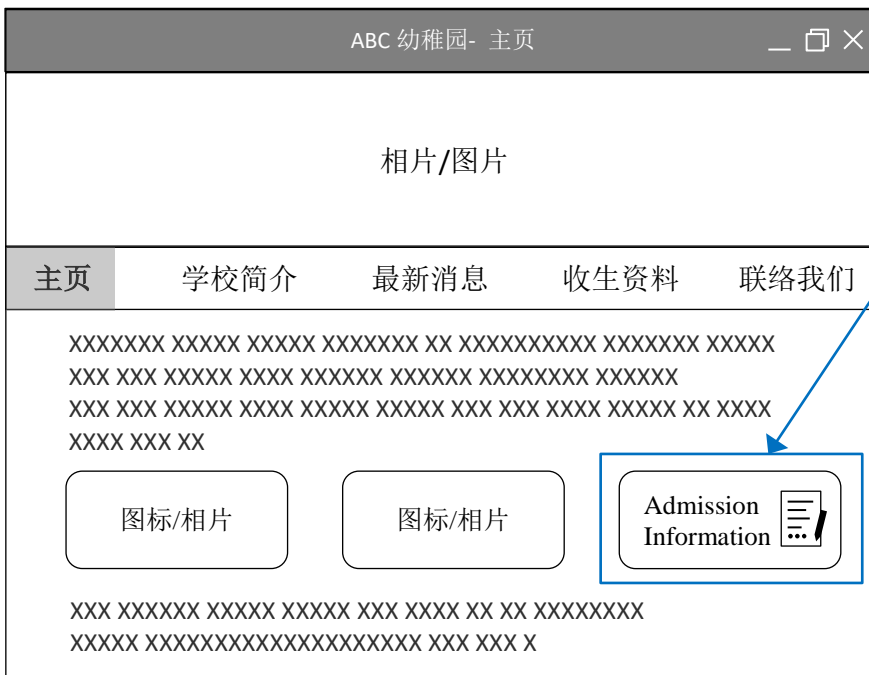 ABC 幼稚园- 主页
相片/图片
主页 学校简介 最新消息 收生资料 联络我们
XXXXXXX XXXXX XXXXX XXXXXXX XX XXXXXXXXXX XXXXXXX XXXXX
XXX XXX XXXXX XXXX XXXXXX XXXXXX XXXXXXXX XXXXXX
XXX XXX XXXXX XXXX XXXXX XXXXX XXX XXX XXXX XXXXX XX XXXX
XXXX XXX XX
图标/相片
图标/相片
Admission
Information
XXX XXXXXX XXXXX XXXXX XXX XXXX XX XX XXXXXXXX
XXXXX XXXXXXXXXXXXXXXXXXXX XXX XXX X